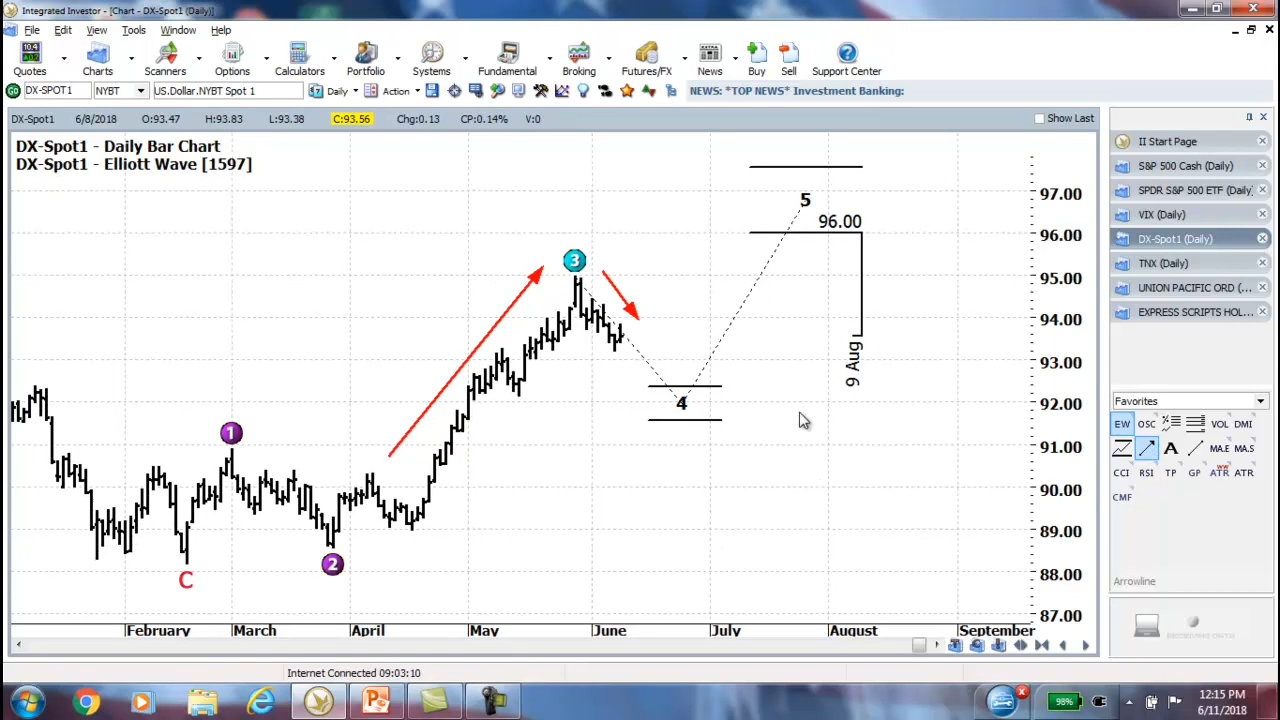 Integrated Investor - [Chart - DX-Spot1 (Daily)]
File Edit View Tools Window Help
Quotes Charts Scanners Options Calculators Portfolio Systems Fundamental Broking Futures/FX News Buy Sell Support Center
GO DX-SPOT1 NYBT US.Dollar.NYBT Spot 1 Daily Action NEWS: *TOP NEWS* Investment Banking:
DX-Spot1 6/8/2018 O:93.47 H:93.83 L:93.38 C:93.56 Chg:0.13 CP:0.14% V:0 Show Last
DX-Spot1 - Daily Bar Chart
DX-Spot1 - Elliott Wave [1597]
5
96.00
3
9 Aug
4
1
2
C
97.00
96.00
95.00
94.00
93.00
92.00
91.00
90.00
89.00
88.00
87.00
February March April May June July August September
II Start Page
S&P 500 Cash (Daily)
SPDR S&P 500 ETF (Daily)
VIX (Daily)
DX-Spot1 (Daily)
TNX (Daily)
UNION PACIFIC ORD (...
EXPRESS SCRIPTS HOL...
Favorites
EW OSC VOL DMI
A MA.E MA.S
CCI RSI TP GP ATR ATR
CMF
Arrowline
RECEIVING DATA
Internet Connected 09:03:10
98% 12:15 PM
6/11/2018